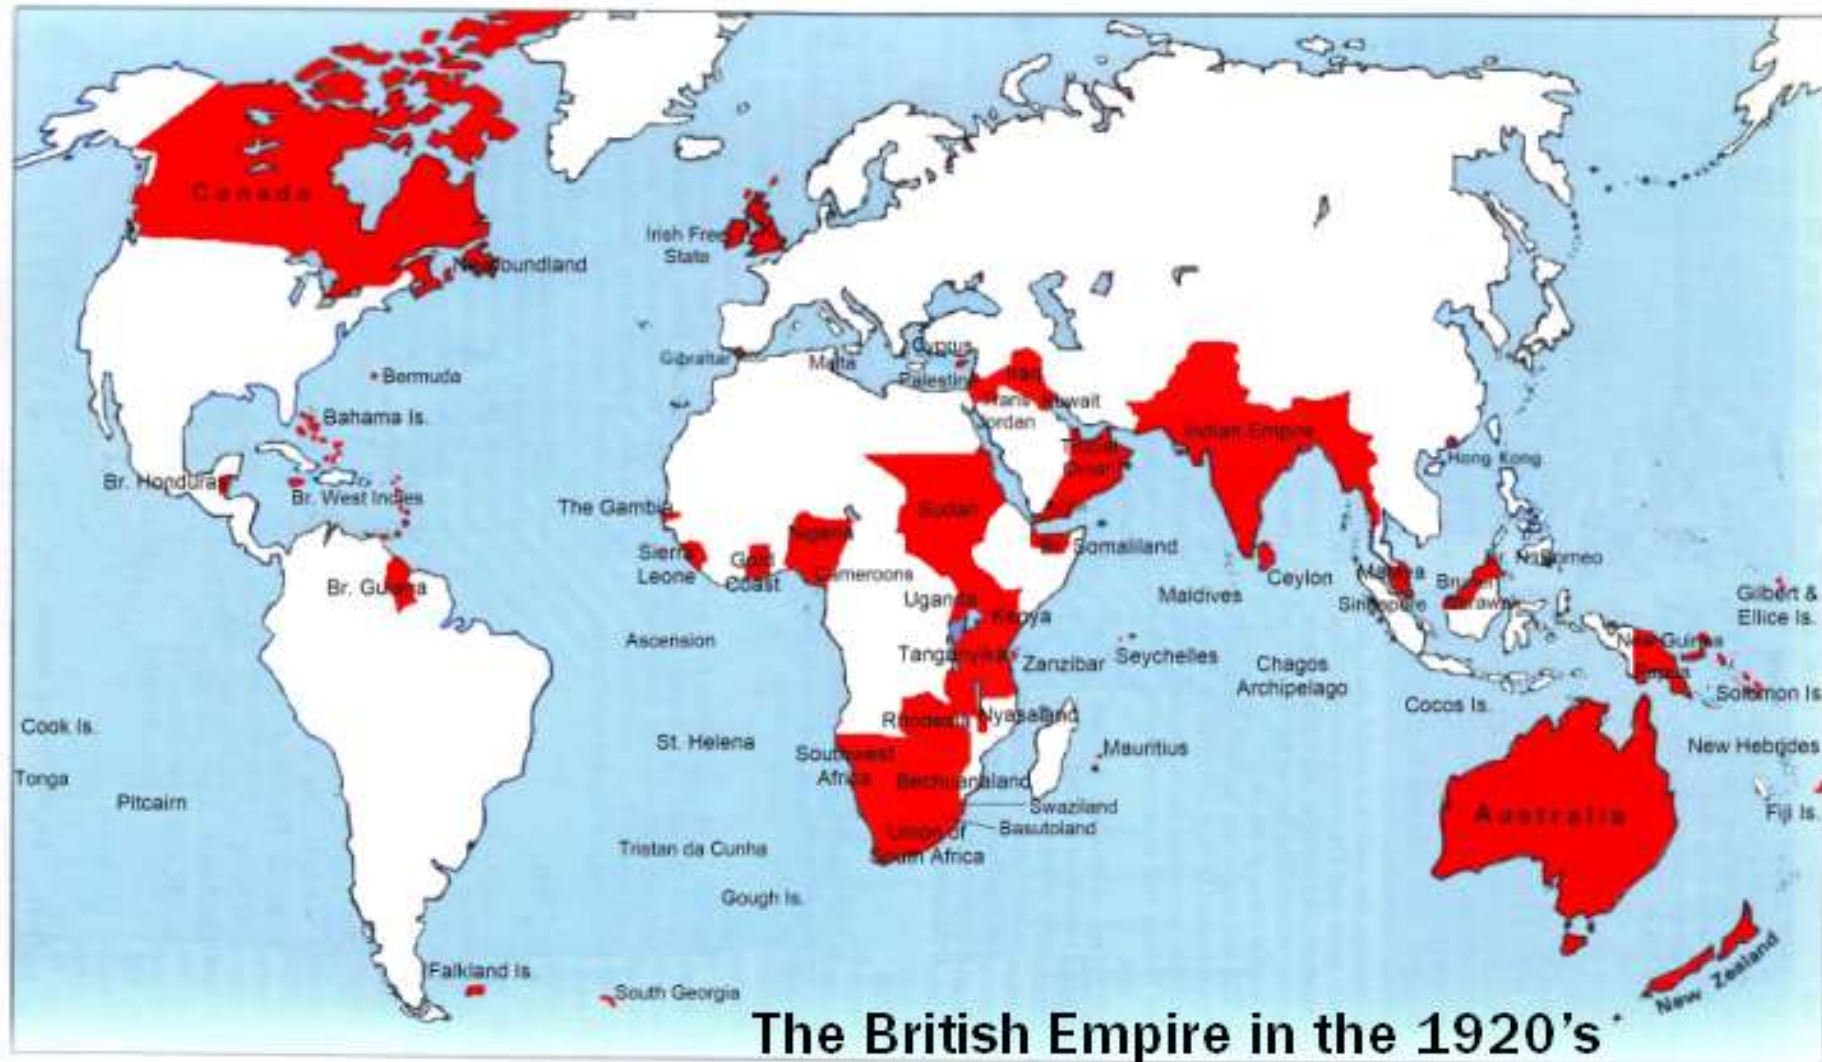 Canada
Newfoundland
Irish Free
State
Gibraltar
Malta
Cyprus
Palestine
Iraq
Trans
Jordan
Kuwait
Bermuda
Bahama Is.
Br. Honduras
Br. West Indies
Br. Guiana
The Gambia
Sierra
Leone
Gold
Coast
Nigeria
Cameroons
Sudan
Oman
Indian Empire
Hong Kong
Br. Somaliland
Uganda
Kenya
Tanganyika
Zanzibar
Seychelles
Maldives
Ceylon
Chagos
Archipelago
Malaya
Singapore
Brunei
Br. No. Borneo
Sarawak
Gilbert &
Ellice Is.
New Guinea
Papua
Solomon Is
Cocos Is.
New Hebrides
Fiji Is.
Ascension
St. Helena
Cook Is.
Tonga
Pitcairn
Rhodesia
Nyasaland
Southwest
Africa
Bechuanaland
Mauritius
Swaziland
Basutoland
Union of
South Africa
Tristan da Cunha
Gough Is.
Australia
New Zealand
Falkland Is.
South Georgia
The British Empire in the 1920's